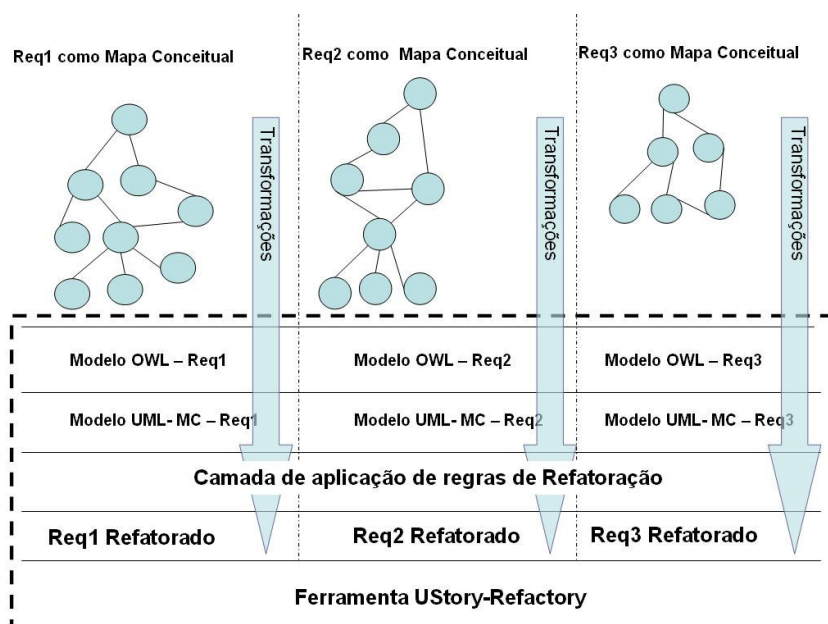 Req1 como Mapa Conceitual
Req2 como Mapa Conceitual
Req3 como Mapa Conceitual
Transformações
Transformações
Transformações
Modelo OWL – Req1
Modelo OWL – Req2
Modelo OWL – Req3
Modelo UML- MC – Req1
Modelo UML- MC – Req2
Modelo UML- MC – Req3
Camada de aplicação de regras de Refatoração
Req1 Refatorado
Req2 Refatorado
Req3 Refatorado
Ferramenta UStory-Refactory